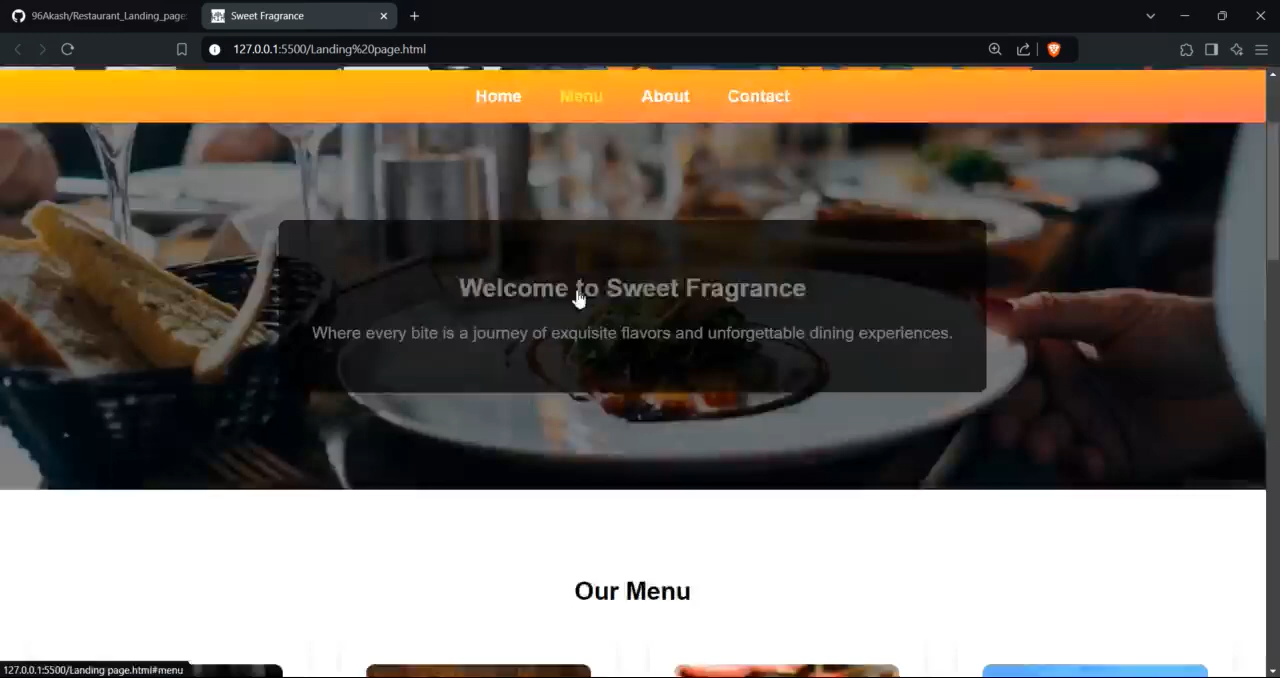 96Akash/Restaurant_Landing_page:
Sweet Fragrance
127.0.0.1:5500/Landing%20page.html
Home Menu About Contact
Welcome to Sweet Fragrance
Where every bite is a journey of exquisite flavors and unforgettable dining experiences.
Our Menu
127.0.0.1:5500/Landing page.html#menu